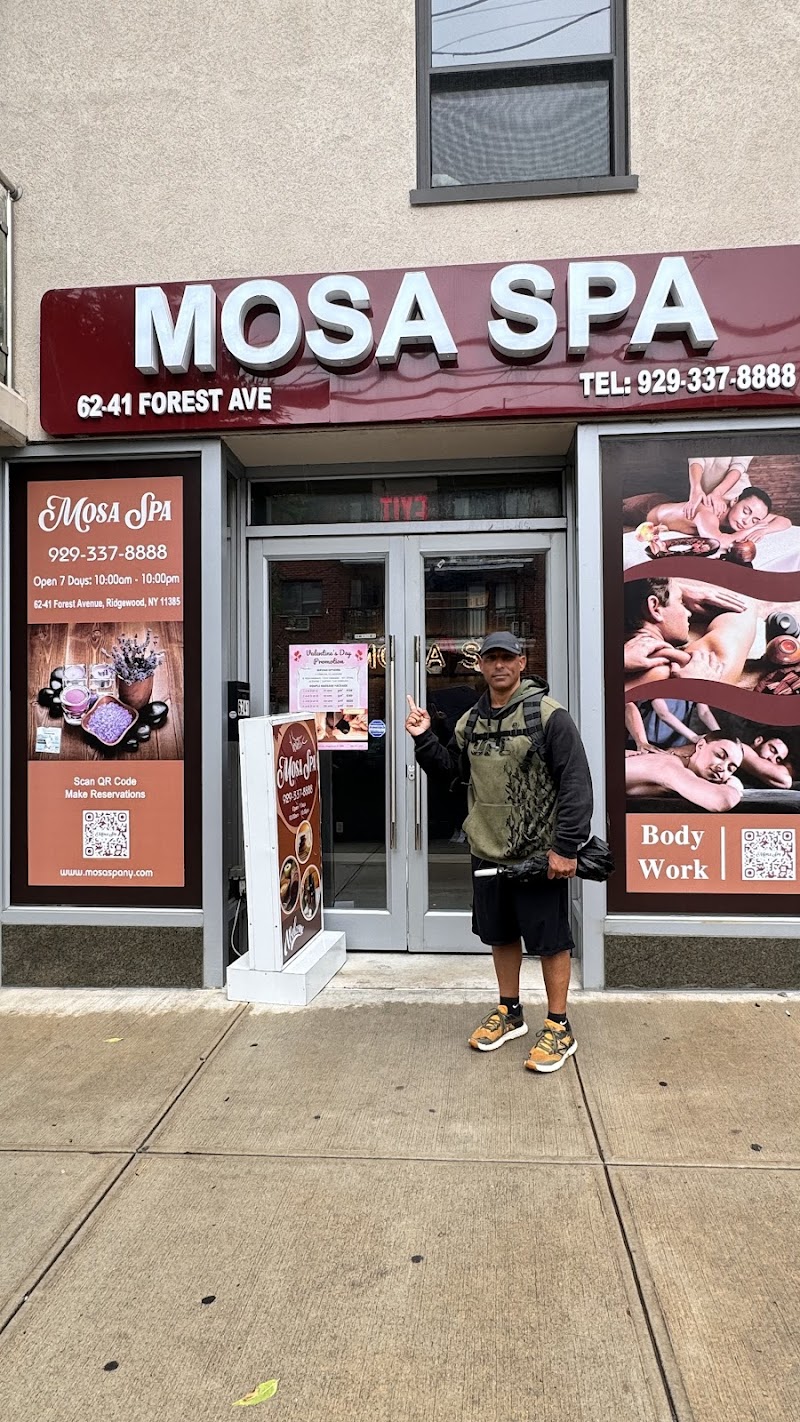 MOSA SPA
62-41 FOREST AVE
TEL: 929-337-8888
MOSA SPA
929-337-8888
Open 7 Days: 10:00am - 10:00pm
62-41 Forest Avenue, Ridgewood, NY 11385
Scan QR Code
Make Reservations
www.mosaspany.com
Valentine's Day
Promotion
MOSA SPA
929-337-8888
Body
Work